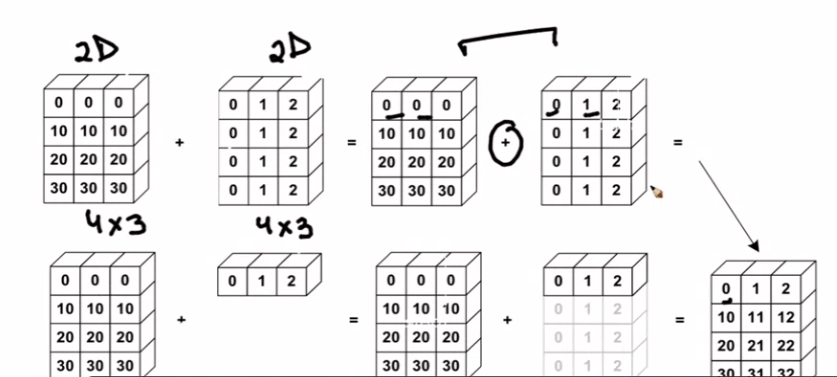 2D 2D
0 0 0 0 1 2 0 0 0 0 1 2
10 10 10 + 0 1 2 = 10 10 10 + 0 1 2 =
20 20 20 0 1 2 20 20 20 0 1 2
30 30 30 0 1 2 30 30 30 0 1 2
4x3 4x3
0 0 0 0 1 2 0 0 0 0 1 2 0 1 2
10 10 10 + = 10 10 10 + 0 1 2 = 10 11 12
20 20 20 20 20 20 0 1 2 20 21 22
30 30 30 30 30 30 0 1 2 30 31 32